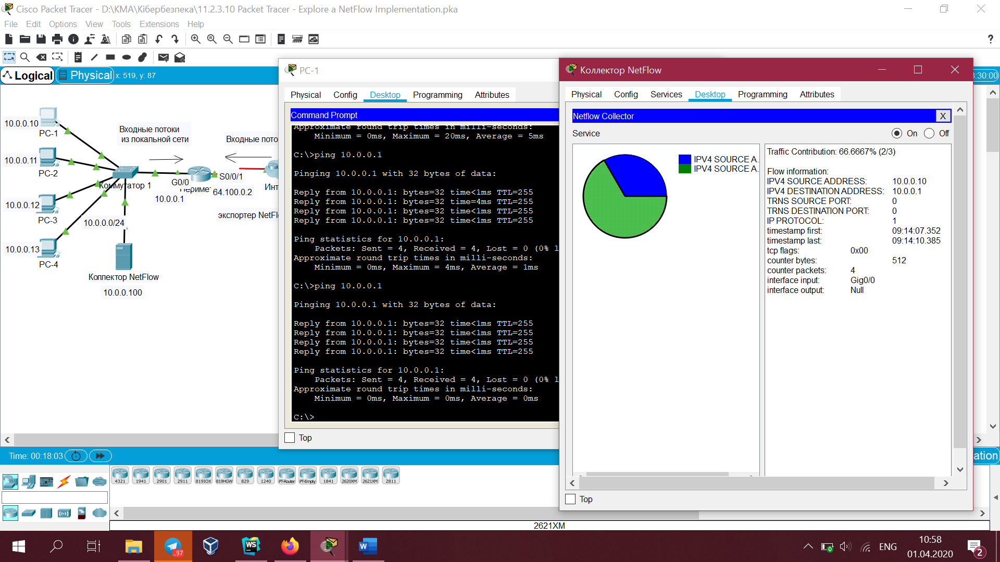 Cisco Packet Tracer - D:\KMA\Кібербезпека\11.2.3.10 Packet Tracer - Explore a NetFlow Implementation.pka
File Edit Options View Tools Extensions Help
Logical
Physical x: 519, y: 87
3:30:00
10.0.0.10
PC-1
10.0.0.11
PC-2
10.0.0.12
PC-3
10.0.0.13
PC-4
Входные потоки
из локальной сети
Входные пото
Коммутатор 1
G0/0
10.0.0.1
S0/0/1
64.100.0.2
Инт
экспортер NetFl
10.0.0.0/24
Коллектор NetFlow
10.0.0.100
PC-1
Physical Config Desktop Programming Attributes
Command Prompt
Approximate round trip times in milli-seconds:
Minimum = 0ms, Maximum = 20ms, Average = 5ms
C:\>ping 10.0.0.1
Pinging 10.0.0.1 with 32 bytes of data:
Reply from 10.0.0.1: bytes=32 time<1ms TTL=255
Reply from 10.0.0.1: bytes=32 time=4ms TTL=255
Reply from 10.0.0.1: bytes=32 time<1ms TTL=255
Reply from 10.0.0.1: bytes=32 time<1ms TTL=255
Ping statistics for 10.0.0.1:
Packets: Sent = 4, Received = 4, Lost = 0 (0% l
Approximate round trip times in milli-seconds:
Minimum = 0ms, Maximum = 4ms, Average = 1ms
C:\>ping 10.0.0.1
Pinging 10.0.0.1 with 32 bytes of data:
Reply from 10.0.0.1: bytes=32 time<1ms TTL=255
Reply from 10.0.0.1: bytes=32 time<1ms TTL=255
Reply from 10.0.0.1: bytes=32 time<1ms TTL=255
Reply from 10.0.0.1: bytes=32 time<1ms TTL=255
Ping statistics for 10.0.0.1:
Packets: Sent = 4, Received = 4, Lost = 0 (0% l
Approximate round trip times in milli-seconds:
Minimum = 0ms, Maximum = 0ms, Average = 0ms
C:\>
Top
Коллектор NetFlow
Physical Config Services Desktop Programming Attributes
Netflow Collector X
Service On Off
IPV4 SOURCE A.
IPV4 SOURCE A.
Traffic Contribution: 66.6667% (2/3)
Flow information:
IPV4 SOURCE ADDRESS: 10.0.0.10
IPV4 DESTINATION ADDRESS: 10.0.0.1
TRNS SOURCE PORT: 0
TRNS DESTINATION PORT: 0
IP PROTOCOL: 1
timestamp first: 09:14:07.352
timestamp last: 09:14:10.385
tcp flags: 0x00
counter bytes: 512
counter packets: 4
interface input: Gig0/0
interface output: Null
Top
Time: 00:18:03
ation
4321 1941 2901 2911 819IOX 819HGW 829 1240 PT-Router PT-Empty 1841 2620XM 2621XM 2811
2621XM
..97
WS
W
ENG
10:58
01.04.2020
2